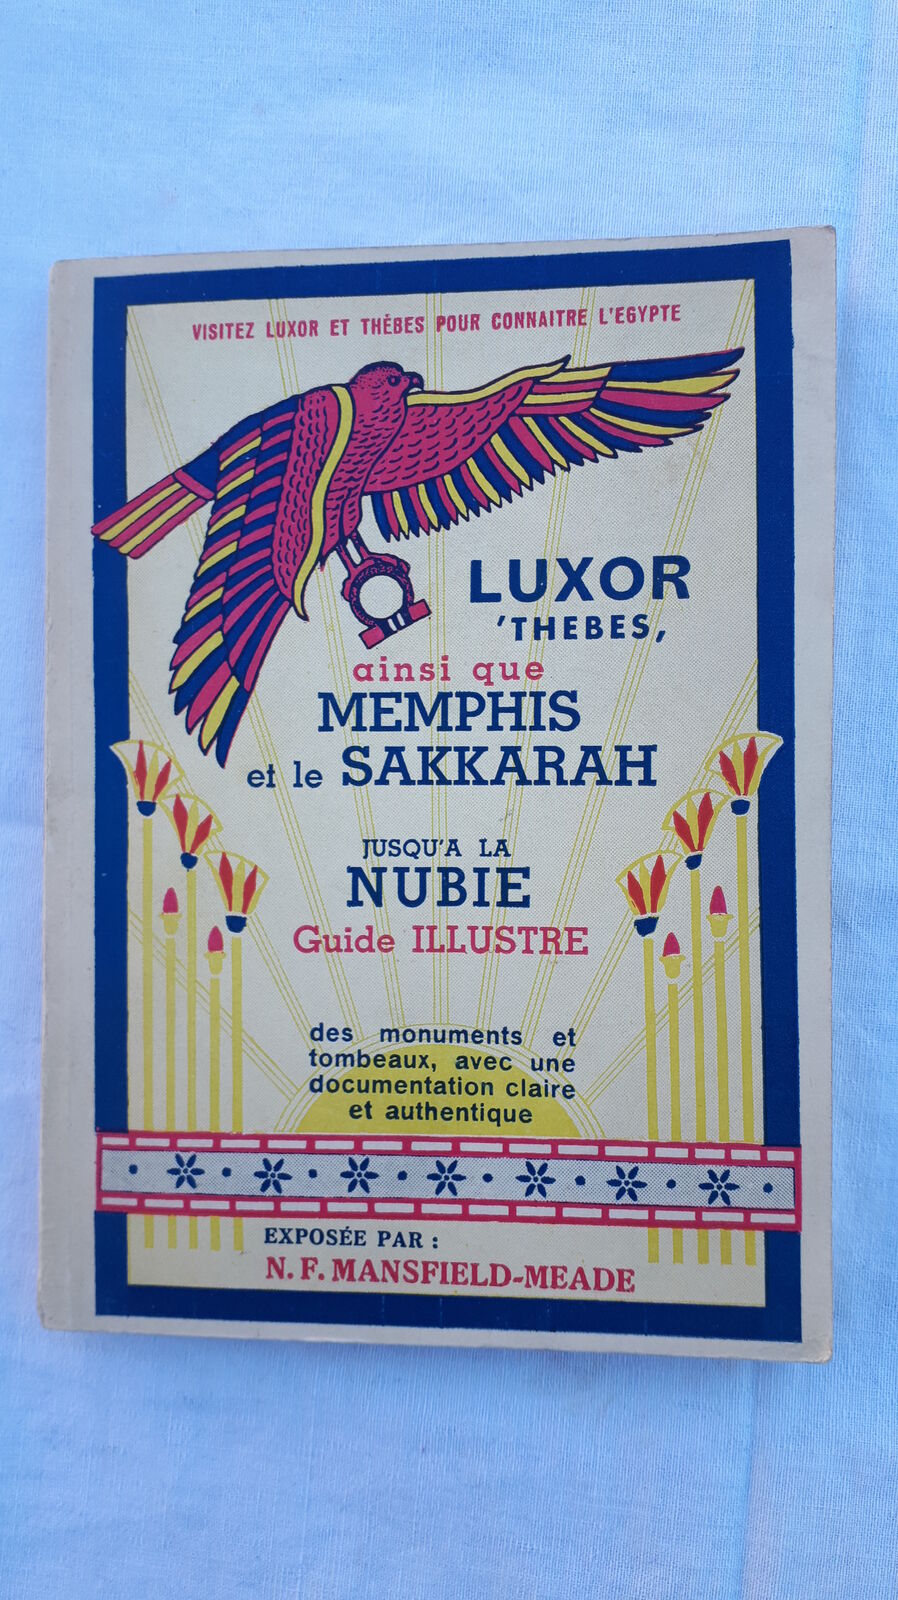 VISITEZ LUXOR ET THÈBES POUR CONNAITRE L'EGYPTE
LUXOR
'THEBES,
ainsi que
MEMPHIS
et le SAKKARAH
JUSQU'A LA
NUBIE
Guide ILLUSTRE
des monuments et
tombeaux, avec une
documentation claire
et authentique
EXPOSÉE PAR :
N. F. MANSFIELD-MEADE